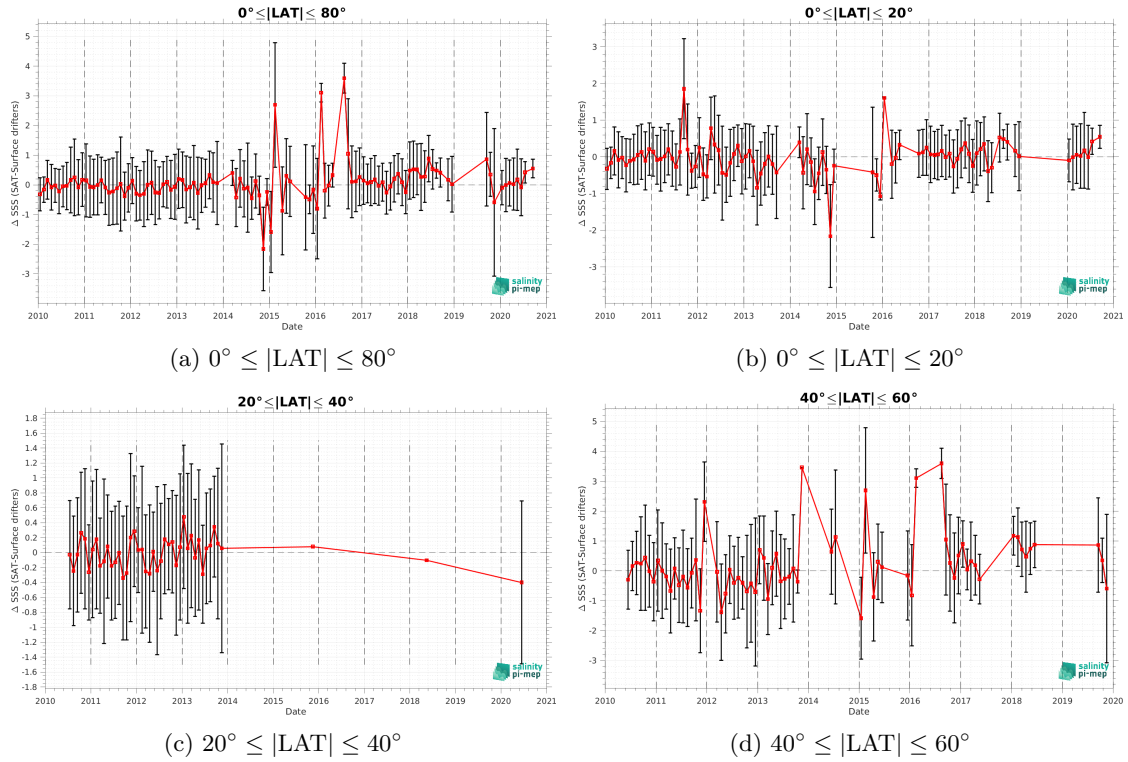 0°≤|LAT|≤ 80°
5
4
3
2
1
0
-1
-2
-3
Δ SSS (SAT-Surface drifters)
2010 2011 2012 2013 2014 2015 2016 2017 2018 2019 2020 2021
Date
salinity
pi-mep
(a) 0° ≤ |LAT| ≤ 80°
0°≤|LAT|≤ 20°
3
2
1
0
-1
-2
-3
Δ SSS (SAT-Surface drifters)
2010 2011 2012 2013 2014 2015 2016 2017 2018 2019 2020 2021
Date
salinity
pi-mep
(b) 0° ≤ |LAT| ≤ 20°
20°≤|LAT|≤ 40°
1.8
1.6
1.4
1.2
1
0.8
0.6
0.4
0.2
0
-0.2
-0.4
-0.6
-0.8
-1
-1.2
-1.4
-1.6
-1.8
Δ SSS (SAT-Surface drifters)
2010 2011 2012 2013 2014 2015 2016 2017 2018 2019 2020 2021
Date
salinity
pi-mep
(c) 20° ≤ |LAT| ≤ 40°
40°≤|LAT|≤ 60°
5
4
3
2
1
0
-1
-2
-3
Δ SSS (SAT-Surface drifters)
2010 2011 2012 2013 2014 2015 2016 2017 2018 2019 2020
Date
salinity
pi-mep
(d) 40° ≤ |LAT| ≤ 60°